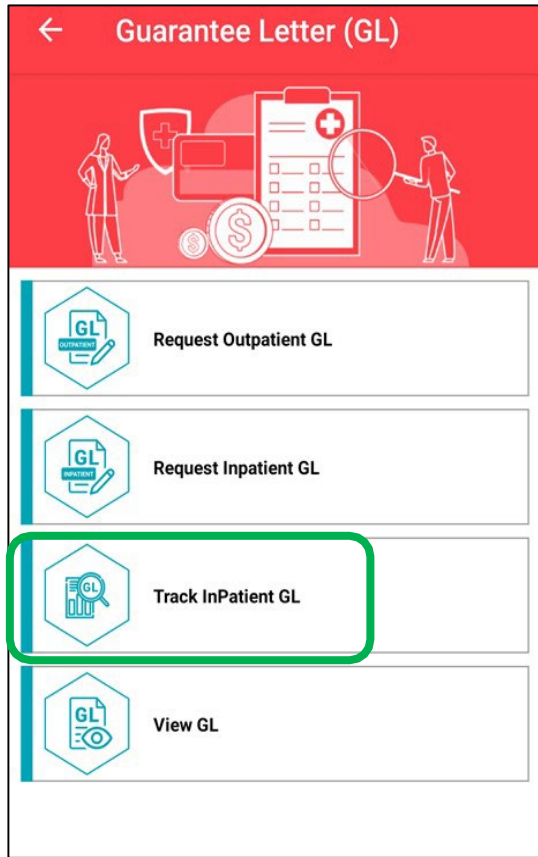 Guarantee Letter (GL)
$
$
GL
OUTPATIENT
Request Outpatient GL
GL
INPATIENT
Request Inpatient GL
GL
Track InPatient GL
GL
View GL